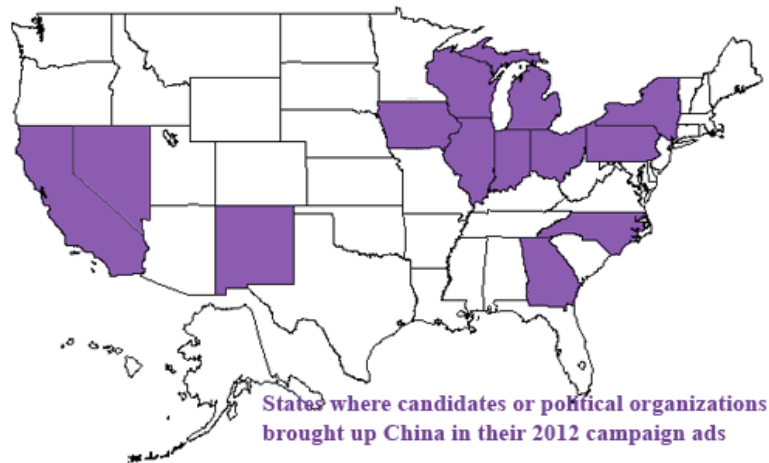 States where candidates or political organizations
brought up China in their 2012 campaign ads